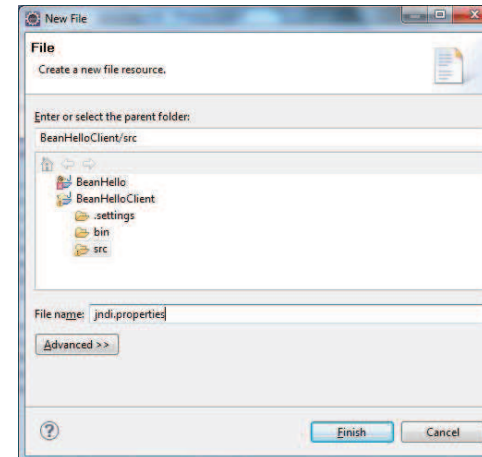 New File
File
Create a new file resource.
Enter or select the parent folder:
BeanHelloClient/src
BeanHello
BeanHelloClient
.settings
bin
src
File name: jndi.properties
Advanced >>
Finish Cancel